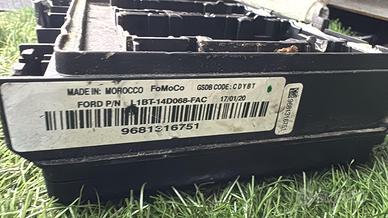 MADE IN: MOROCCO FoMoCo GSDB CODE: CDYBT
FORD P/N L1BT-14D068-FAC 17/01/20
9681316751